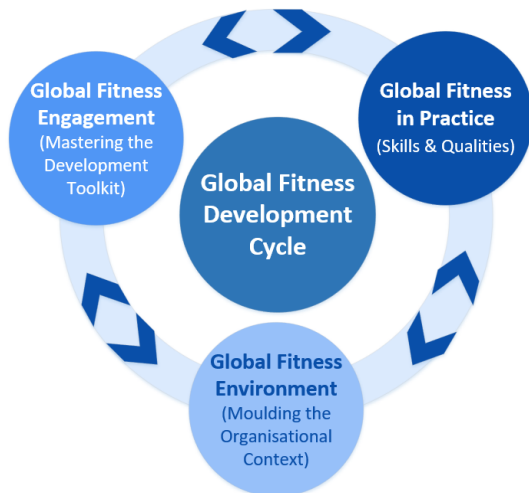 Global Fitness
Engagement
(Mastering the
Development
Toolkit)
Global Fitness
in Practice
(Skills & Qualities)
Global Fitness
Development
Cycle
Global Fitness
Environment
(Moulding the
Organisational
Context)